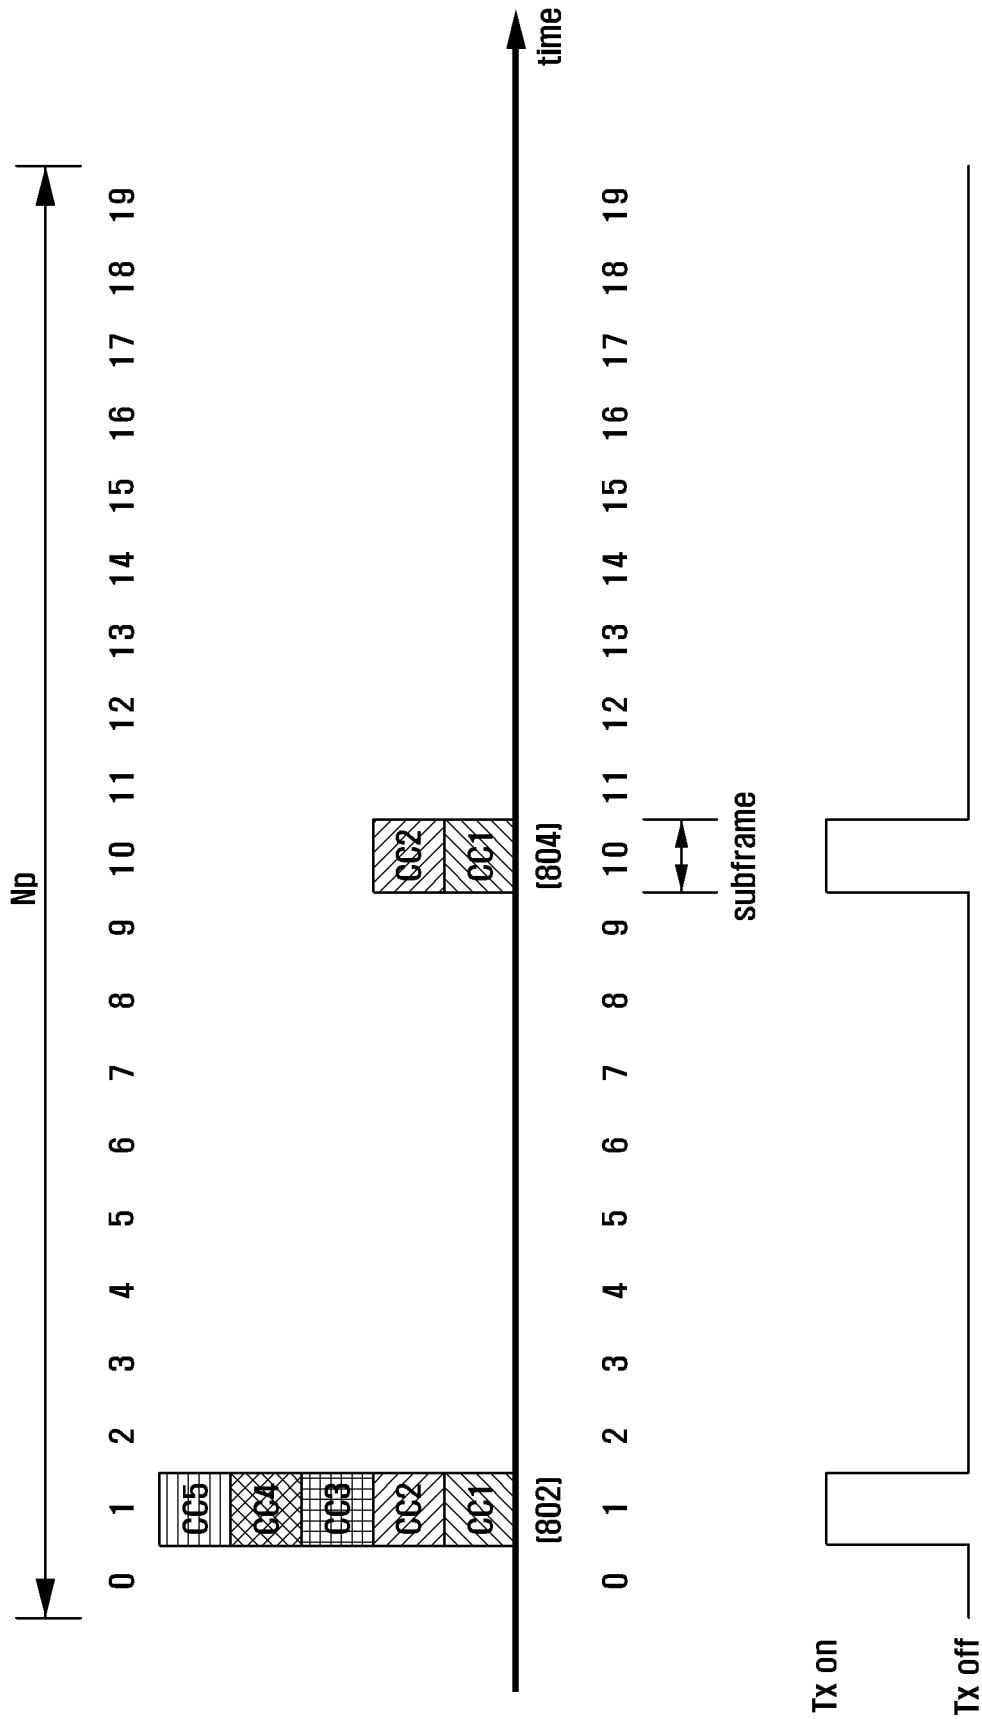 Np
0 1 2 3 4 5 6 7 8 9 10 11 12 13 14 15 16 17 18 19
CC5
CC4
CC3
CC2 CC2
CC1 CC1
time
[802] [804]
0 1 2 3 4 5 6 7 8 9 10 11 12 13 14 15 16 17 18 19
subframe
Tx on
Tx off